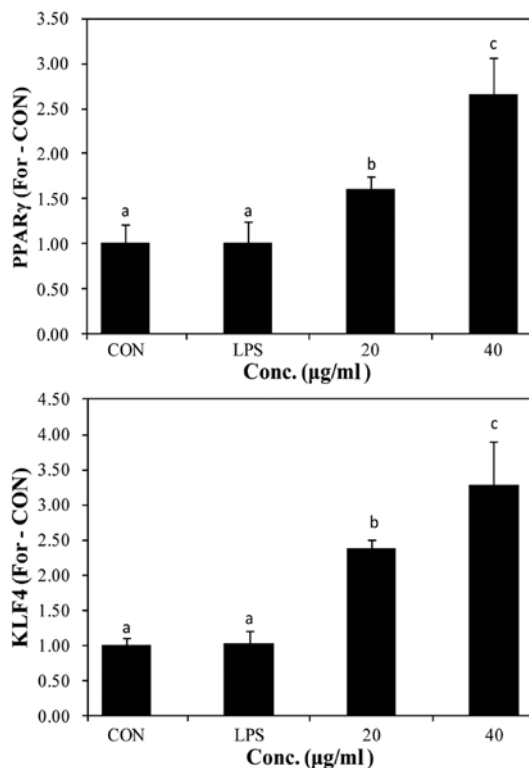 PPARγ (For - CON)
3.50
3.00
2.50
2.00
1.50
1.00
0.50
0.00
a
a
b
c
CON LPS 20 40
Conc. (μg/ml )
KLF4 (For - CON)
4.50
4.00
3.50
3.00
2.50
2.00
1.50
1.00
0.50
0.00
a
a
b
c
CON LPS 20 40
Conc. (μg/ml )